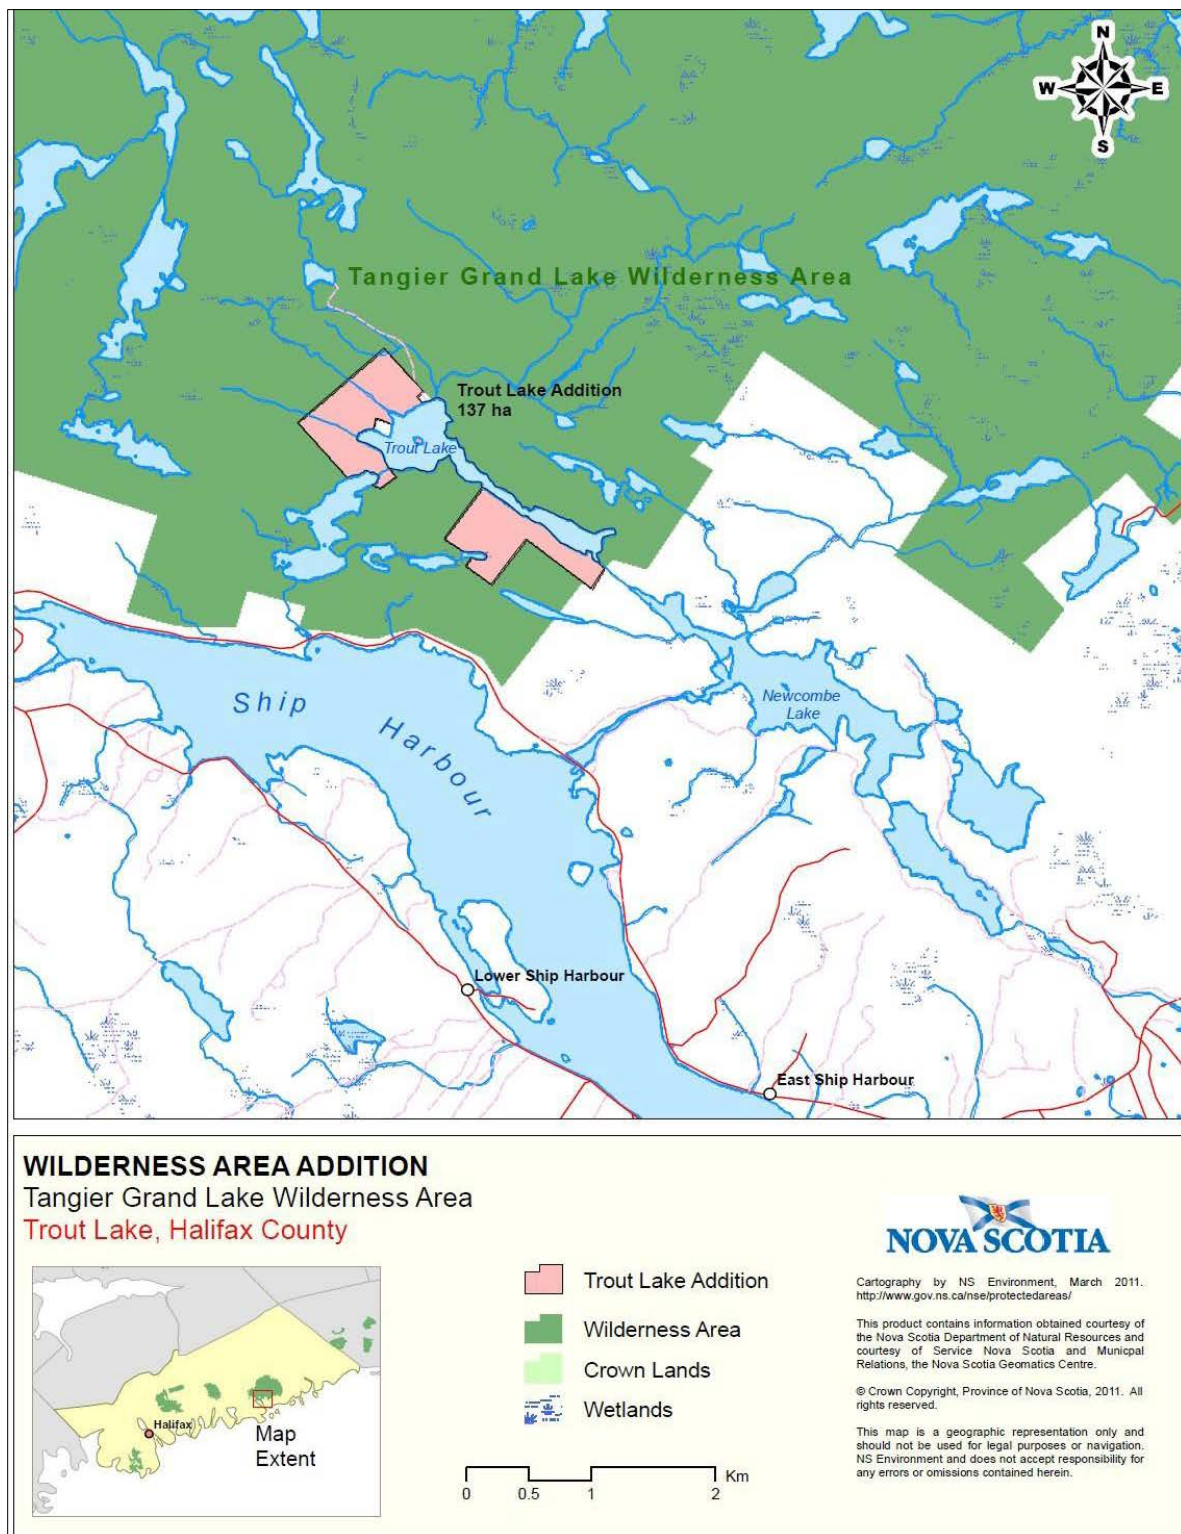 N
W E
S
Tangier Grand Lake Wilderness Area
Trout Lake Addition
137 ha
Trout Lake
Ship
Harbour
Newcombe
Lake
Lower Ship Harbour
East Ship Harbour
WILDERNESS AREA ADDITION
Tangier Grand Lake Wilderness Area
Trout Lake, Halifax County
Halifax
Map
Extent
Trout Lake Addition
Wilderness Area
Crown Lands
Wetlands
Km
0 0.5 1 2
NOVA SCOTIA
Cartography by NS Environment, March 2011.
http://www.gov.ns.ca/nse/protectedareas/
This product contains information obtained courtesy of
the Nova Scotia Department of Natural Resources and
courtesy of Service Nova Scotia and Municpal
Relations, the Nova Scotia Geomatics Centre.
© Crown Copyright, Province of Nova Scotia, 2011. All
rights reserved.
This map is a geographic representation only and
should not be used for legal purposes or navigation.
NS Environment and does not accept responsibility for
any errors or omissions contained herein.